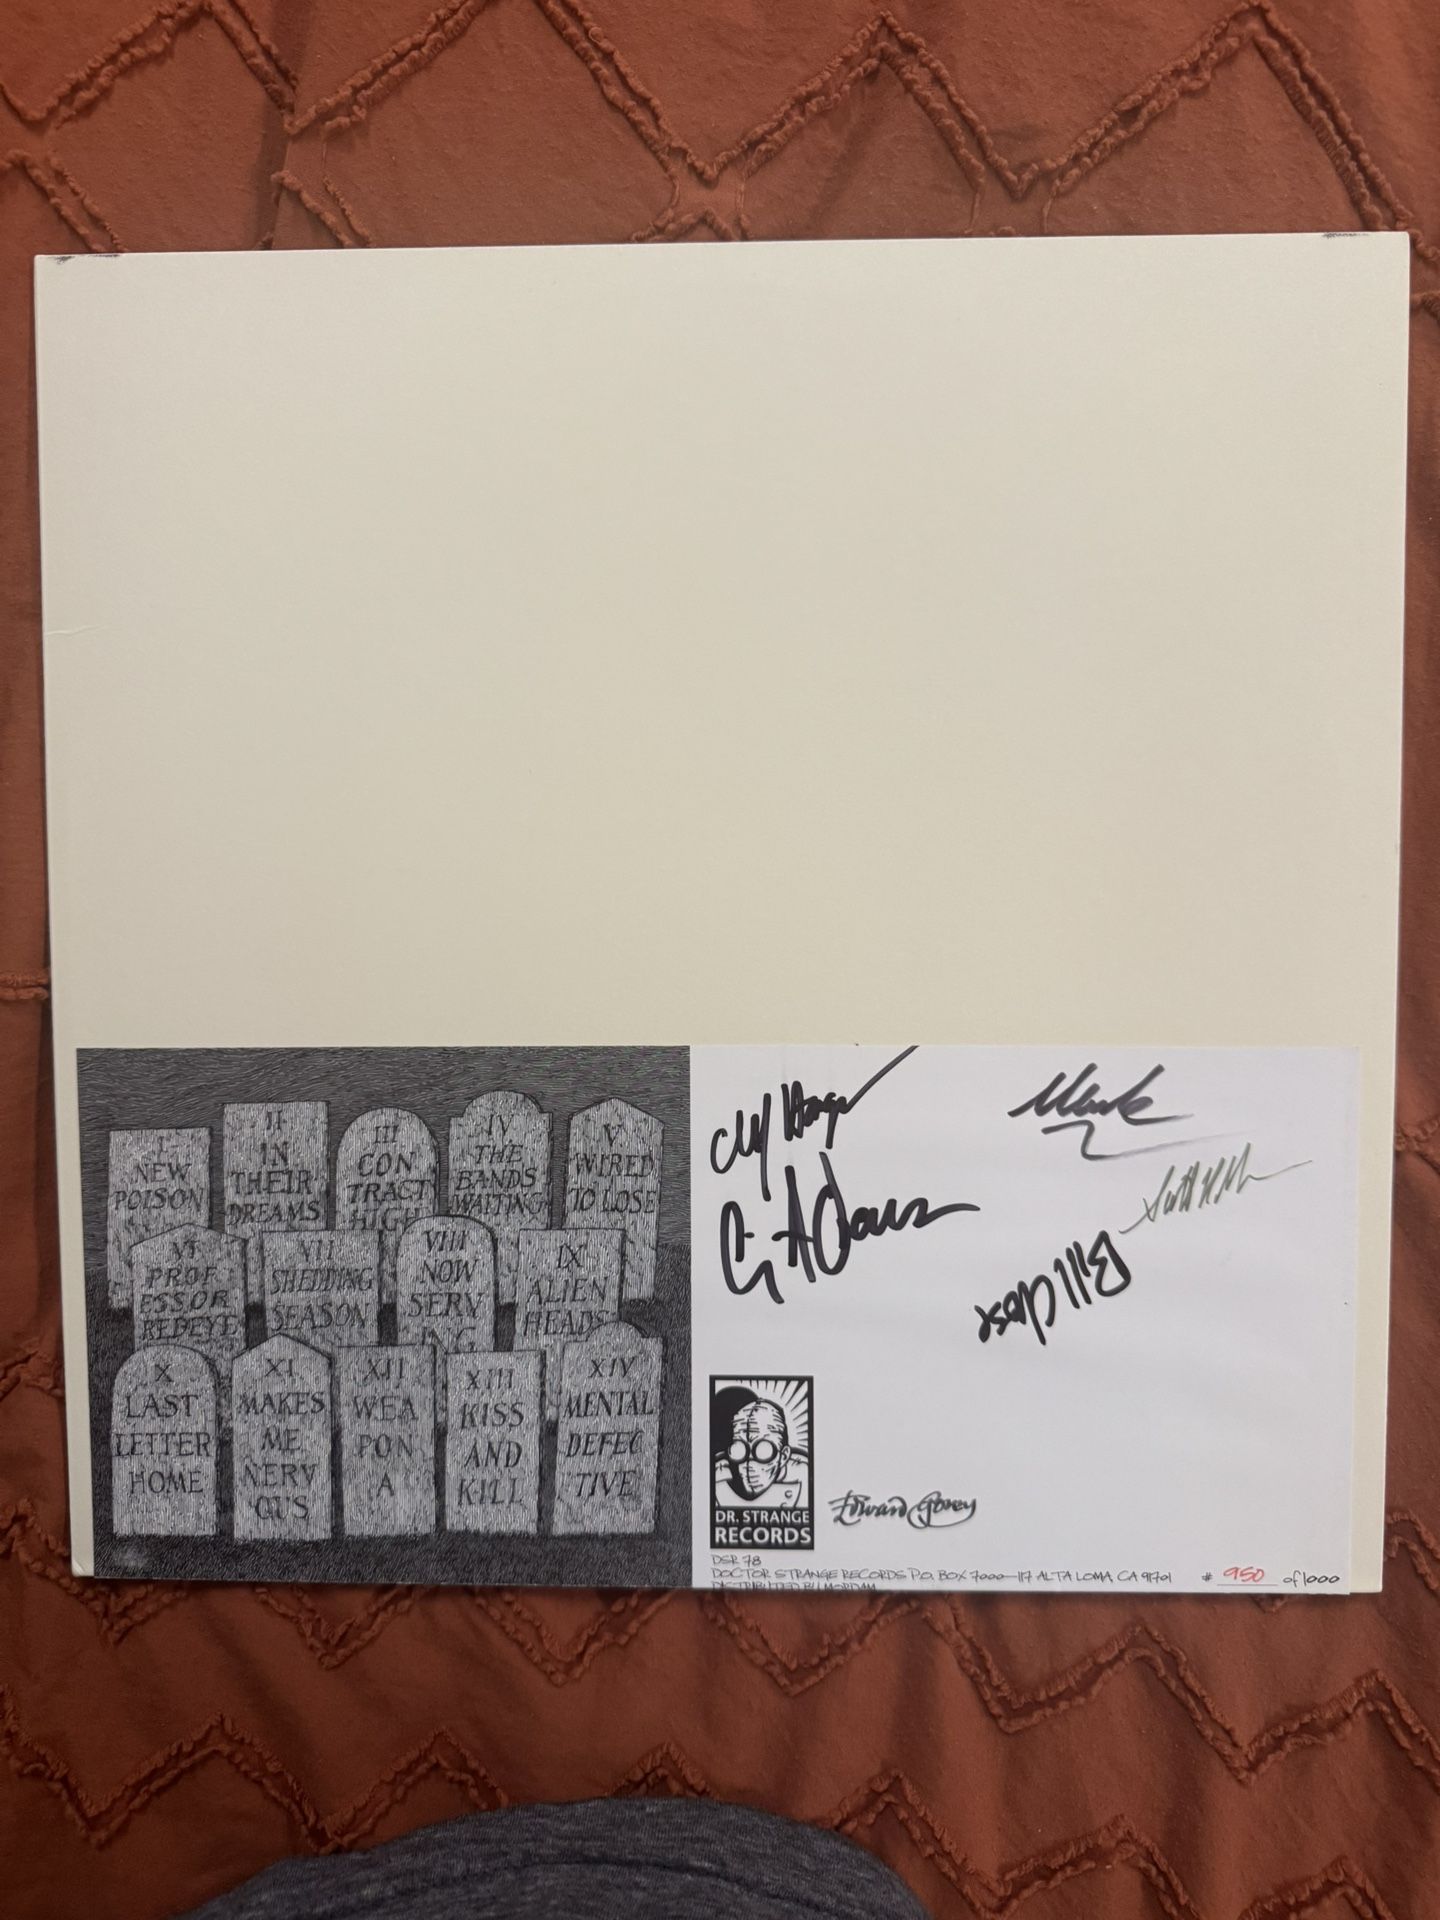 I
NEW
POISON
II
IN
THEIR
DREAMS
III
CON
TRACT
HIGH
IV
THE
BANDS
WAITING
V
WIRED
TO LOSE
VI
PROF
ESSOR
REDEYE
VII
SHEDDING
SEASON
VIII
NOW
SERV
ING
IX
ALIEN
HEADS
X
LAST
LETTER
HOME
XI
MAKES
ME
NERV
OUS
XII
WEA
PON
A
XIII
KISS
AND
KILL
XIV
MENTAL
DEFEC
TIVE
DR. STRANGE
RECORDS
Edward Gorey
DSR 78
DOCTOR STRANGE RECORDS P.O. BOX 7000-117 ALTA LOMA, CA 91701
DISTRIBUTED BY MORDAM
# 950 of 1000